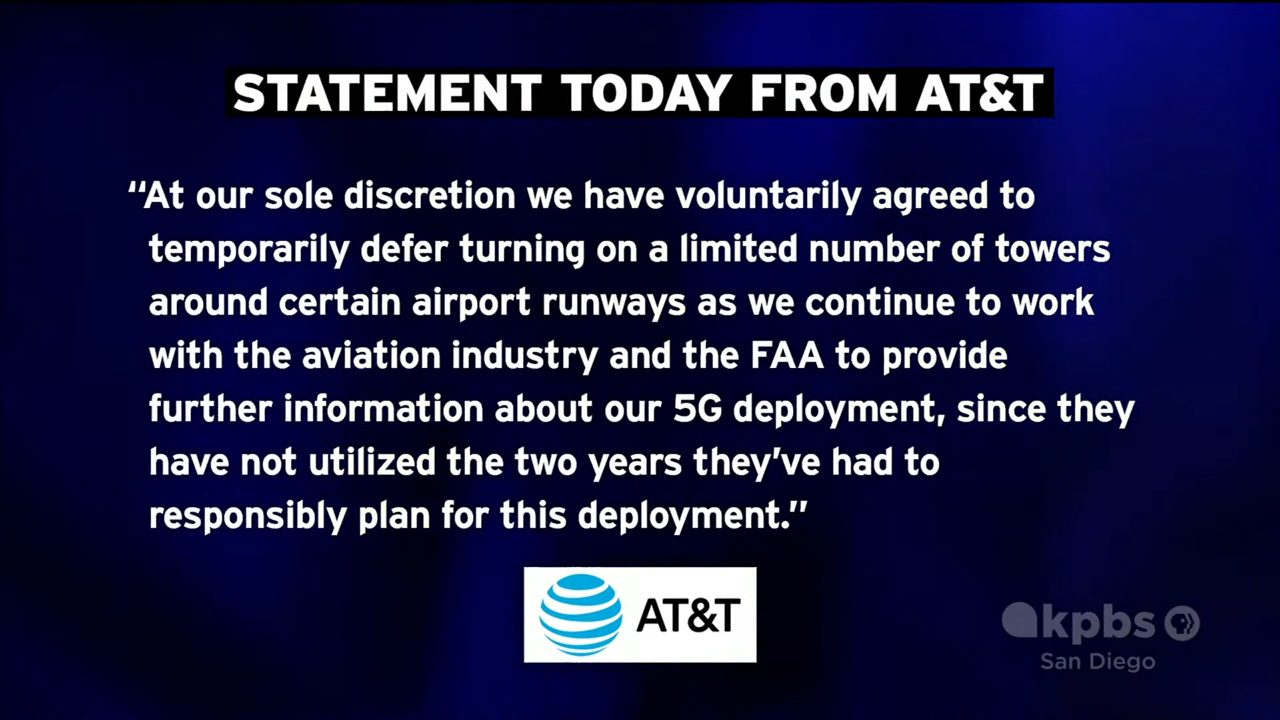 STATEMENT TODAY FROM AT&T
“At our sole discretion we have voluntarily agreed to
temporarily defer turning on a limited number of towers
around certain airport runways as we continue to work
with the aviation industry and the FAA to provide
further information about our 5G deployment, since they
have not utilized the two years they’ve had to
responsibly plan for this deployment.”
AT&T
kpbs
San Diego